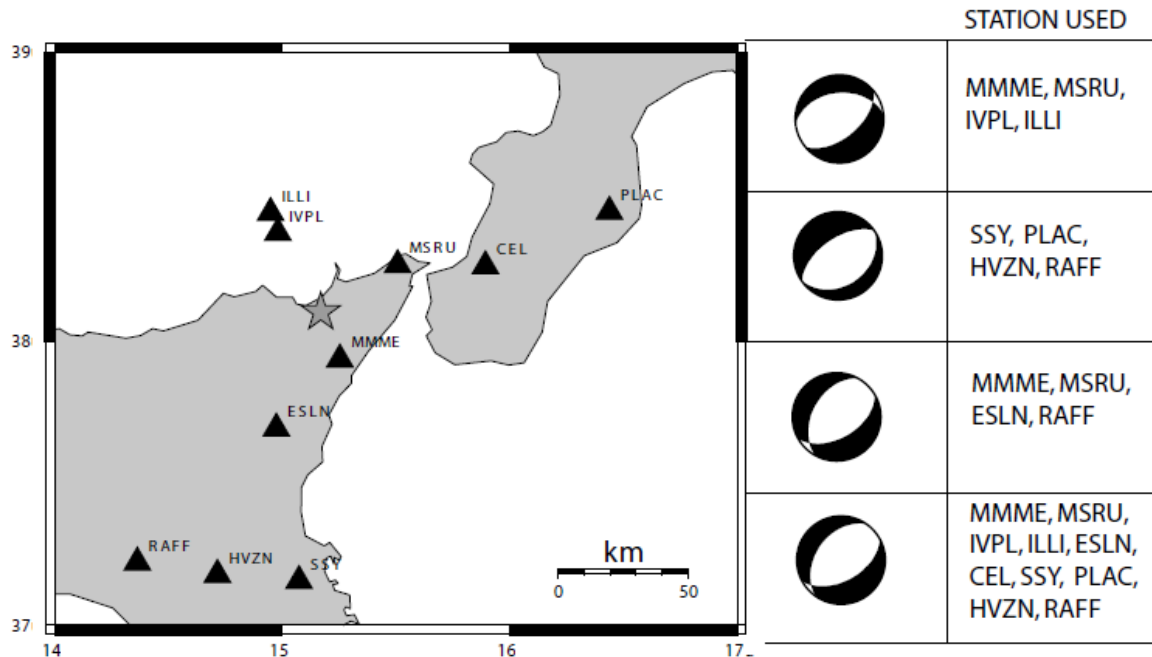 STATION USED
39
ILLI
IVPL
PLAC
MSRU
CEL
38
MMME
ESLN
RAFF
HVZN
SSY
km
0
50
37
14
15
16
17
MMME, MSRU,
IVPL, ILLI
SSY, PLAC,
HVZN, RAFF
MMME, MSRU,
ESLN, RAFF
MMME, MSRU,
IVPL, ILLI, ESLN,
CEL, SSY, PLAC,
HVZN, RAFF